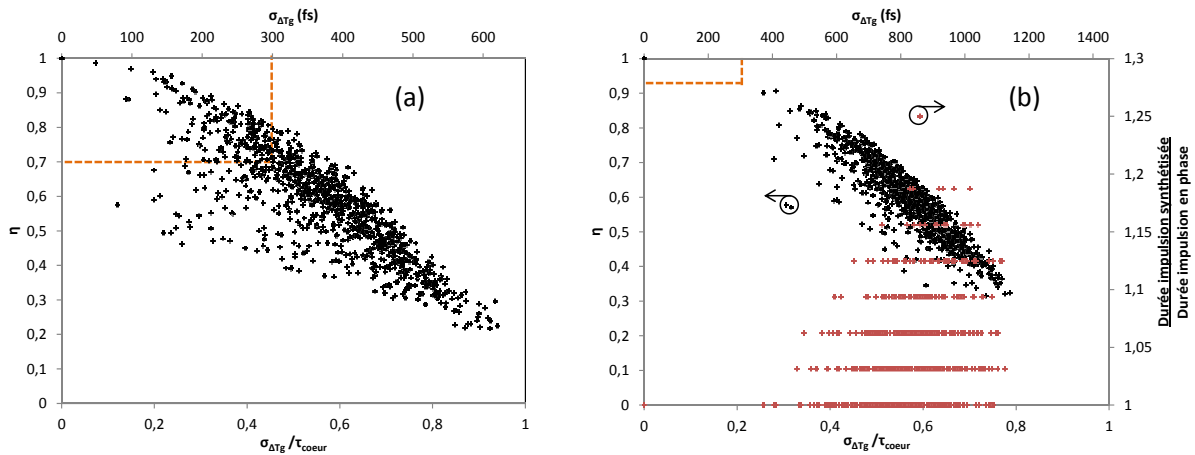 σΔTg (fs)
0 100 200 300 400 500 600
1
0,9
0,8
0,7
0,6
0,5
0,4
0,3
0,2
0,1
0
η
(a)
0 0,2 0,4 0,6 0,8 1
σΔTg /τcoeur
σΔTg (fs)
0 200 400 600 800 1000 1200 1400
1
0,9
0,8
0,7
0,6
0,5
0,4
0,3
0,2
0,1
0
η
(b)
1,3
1,25
1,2
1,15
1,1
1,05
1
Durée impulsion synthétisée
Durée impulsion en phase
0 0,2 0,4 0,6 0,8 1
σΔTg /τcoeur